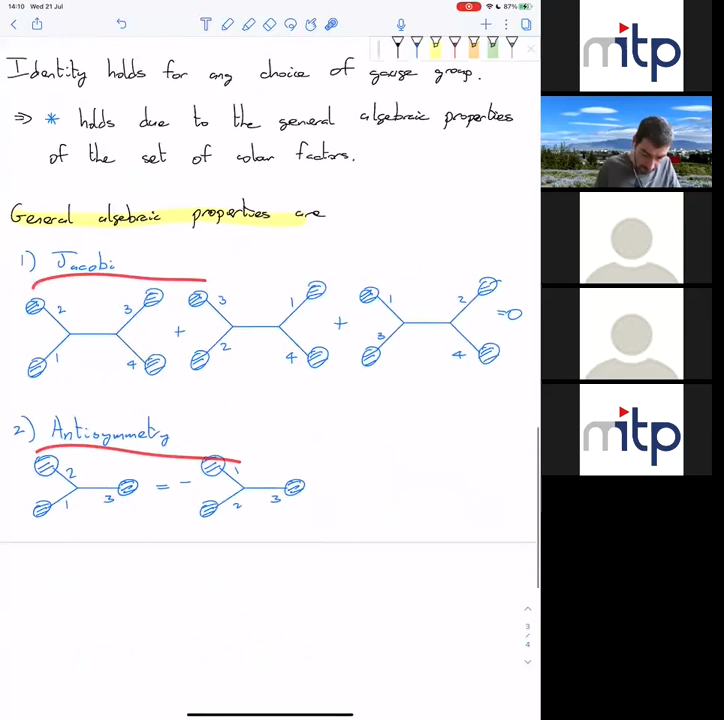 14:10 Wed 21 Jul
87%
T
Identity holds for any choice of gauge group.
⇒ * holds due to the general algebraic properties
of the set of color factors.
General algebraic properties are
1) Jacobi
2 3 3 1 1 2
+ + =0
1 4 2 4 3 4
2) Antisymmetry
2 1
1 3 = - 2 3
3
/
4
mitp
mitp